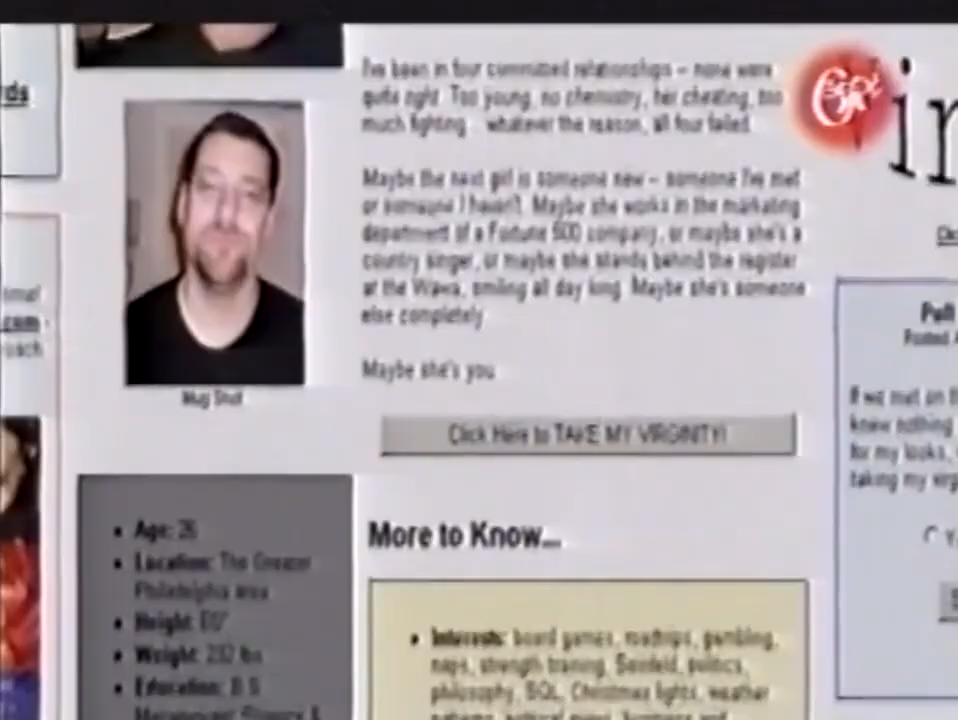 rds
I've been in four committed relationships – none were
quite right. Too young, no chemistry, her cheating, too
much fighting... whatever the reason, all four failed.
Maybe the next girl is someone new – someone I've met
or someone I haven't. Maybe she works in the marketing
department of a Fortune 500 company, or maybe she's a
country singer, or maybe she stands behind the register
at the Wawa, smiling all day long. Maybe she's someone
else completely.
Maybe she's you
Mug Shot
Click Here to TAKE MY VIRGINITY!
.com
oach
Age: 26
Location: The Greater
Philadelphia area
Height:
Weight: 232 lbs
Education: B.S.
More to Know...
Interests: board games, roadtrips, gambling,
naps, strength training, Seinfeld, politics,
philosophy, SQL, Christmas lights, weather
in
Poll
Posted
If we met on
knew nothing
for my looks,
taking my virg